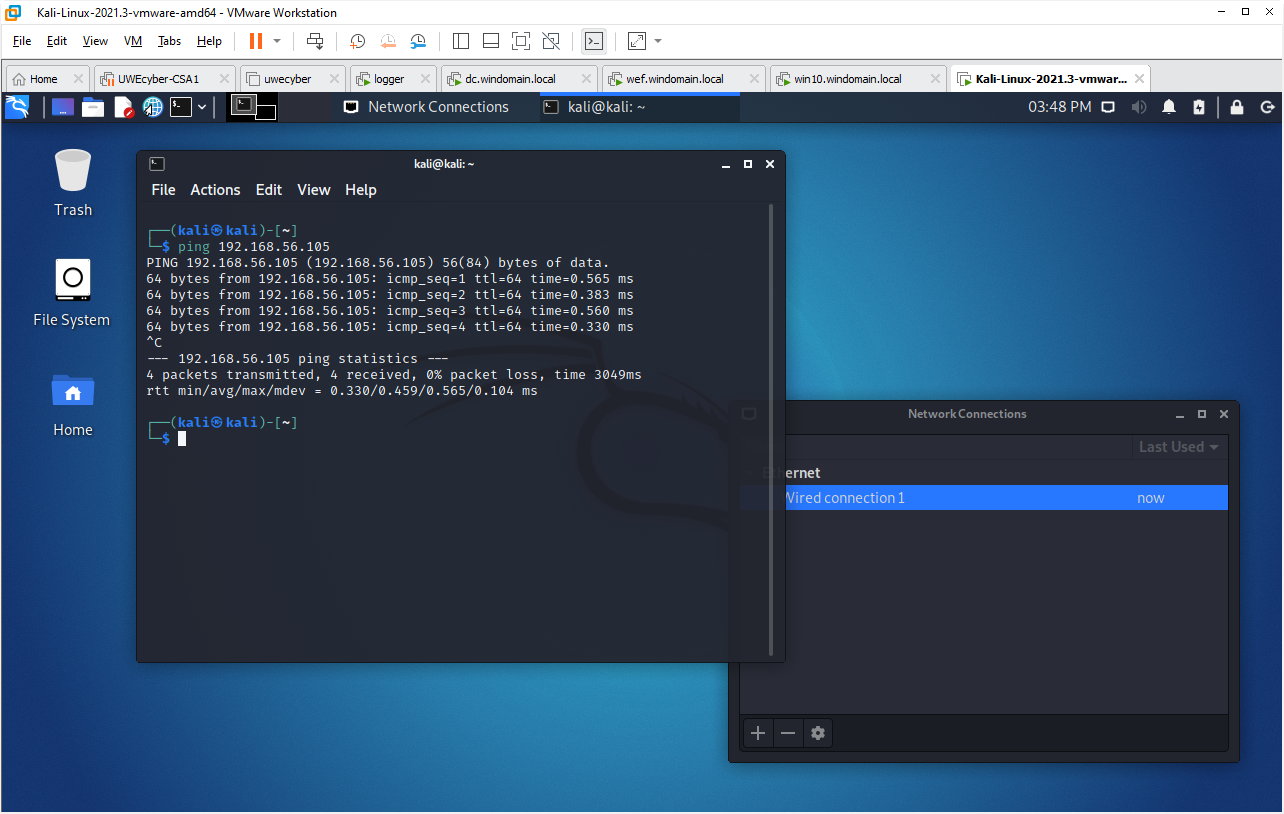 Kali-Linux-2021.3-vmware-amd64 - VMware Workstation
File Edit View VM Tabs Help
Home UWEcyber-CSA1 uwecyber logger dc.windomain.local wef.windomain.local win10.windomain.local Kali-Linux-2021.3-vmwar...
Network Connections kali@kali: ~ 03:48 PM
Trash
File System
Home
kali@kali: ~
File Actions Edit View Help
┌──(kali㉿kali)-[~]
└─$ ping 192.168.56.105
PING 192.168.56.105 (192.168.56.105) 56(84) bytes of data.
64 bytes from 192.168.56.105: icmp_seq=1 ttl=64 time=0.565 ms
64 bytes from 192.168.56.105: icmp_seq=2 ttl=64 time=0.383 ms
64 bytes from 192.168.56.105: icmp_seq=3 ttl=64 time=0.560 ms
64 bytes from 192.168.56.105: icmp_seq=4 ttl=64 time=0.330 ms
^C
--- 192.168.56.105 ping statistics ---
4 packets transmitted, 4 received, 0% packet loss, time 3049ms
rtt min/avg/max/mdev = 0.330/0.459/0.565/0.104 ms
┌──(kali㉿kali)-[~]
└─$
Network Connections
Last Used
Ethernet
Wired connection 1 now